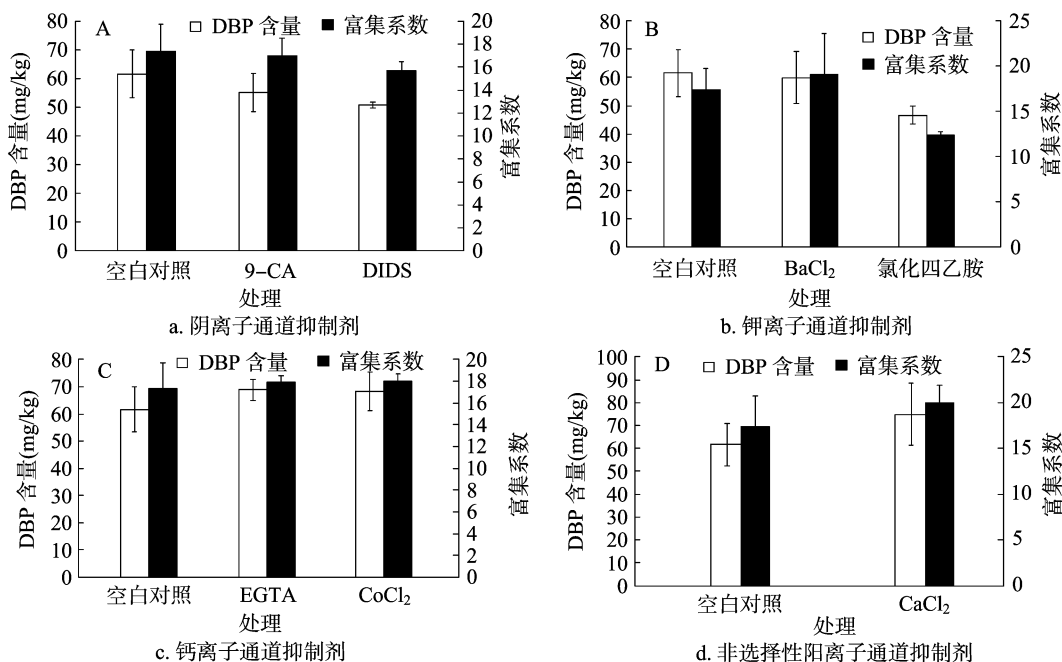 A
DBP 含量
富集系数
DBP 含量(mg/kg)
80
70
60
50
40
30
20
10
0
富集系数
20
18
16
14
12
10
8
6
4
2
0
空白对照 9-CA DIDS
处理
a. 阴离子通道抑制剂
B
DBP 含量
富集系数
DBP 含量(mg/kg)
80
70
60
50
40
30
20
10
0
富集系数
25
20
15
10
5
0
空白对照 BaCl₂ 氯化四乙胺
处理
b. 钾离子通道抑制剂
C
DBP 含量
富集系数
DBP 含量(mg/kg)
80
70
60
50
40
30
20
10
0
富集系数
20
18
16
14
12
10
8
6
4
2
0
空白对照 EGTA CoCl₂
处理
c. 钙离子通道抑制剂
D
DBP 含量
富集系数
DBP 含量(mg/kg)
100
90
80
70
60
50
40
30
20
10
0
富集系数
25
20
15
10
5
0
空白对照 CaCl₂
处理
d. 非选择性阳离子通道抑制剂